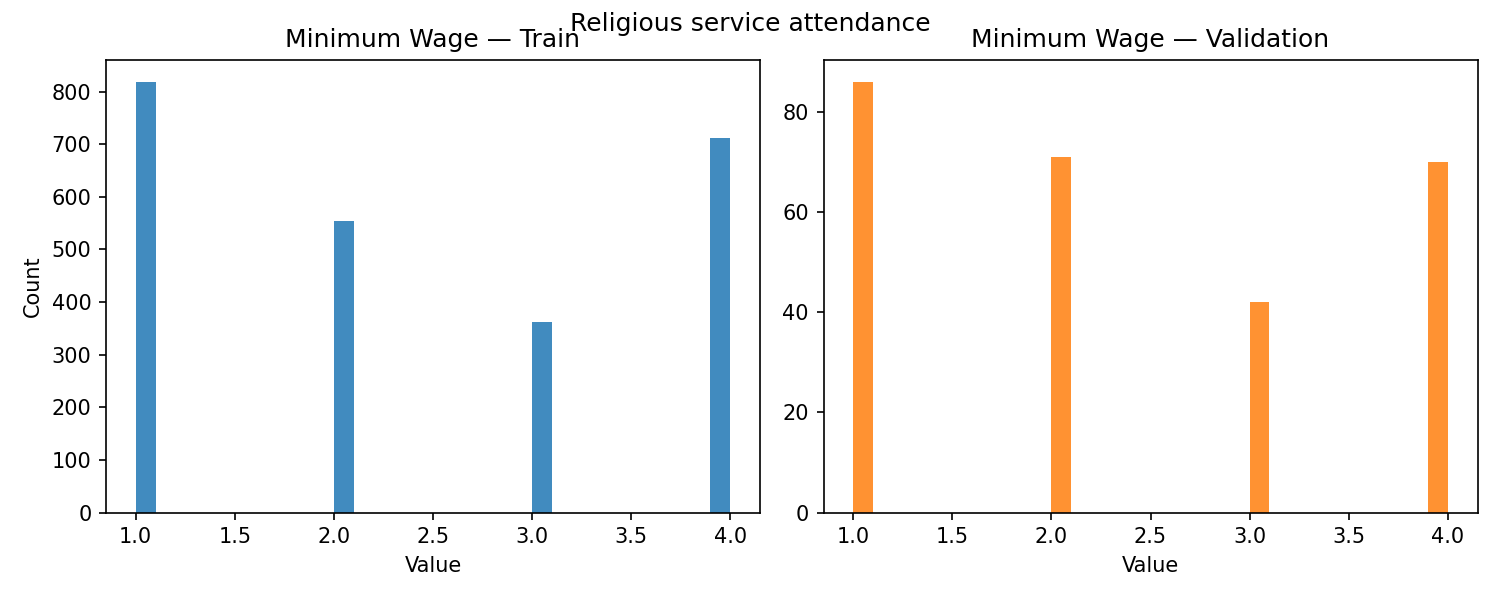 Religious service attendance
Minimum Wage — Train
Minimum Wage — Validation
Count
800
700
600
500
400
300
200
100
0
1.0 1.5 2.0 2.5 3.0 3.5 4.0
Value
80
60
40
20
0
1.0 1.5 2.0 2.5 3.0 3.5 4.0
Value